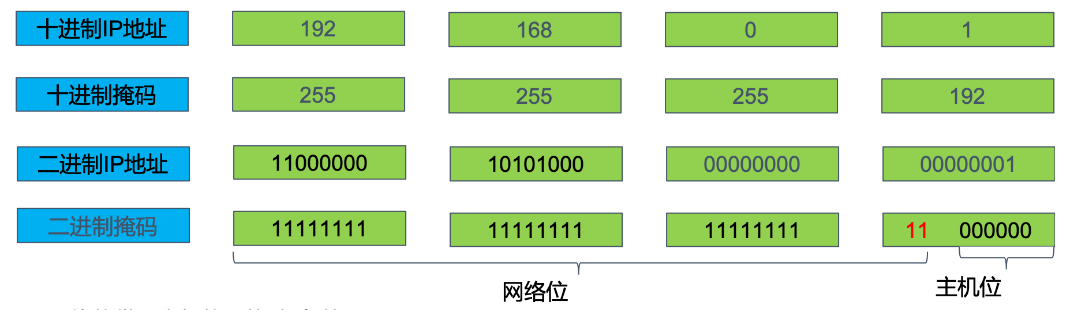 十进制IP地址 192 168 0 1
十进制掩码 255 255 255 192
二进制IP地址 11000000 10101000 00000000 00000001
二进制掩码 11111111 11111111 11111111 11 000000
网络位 主机位